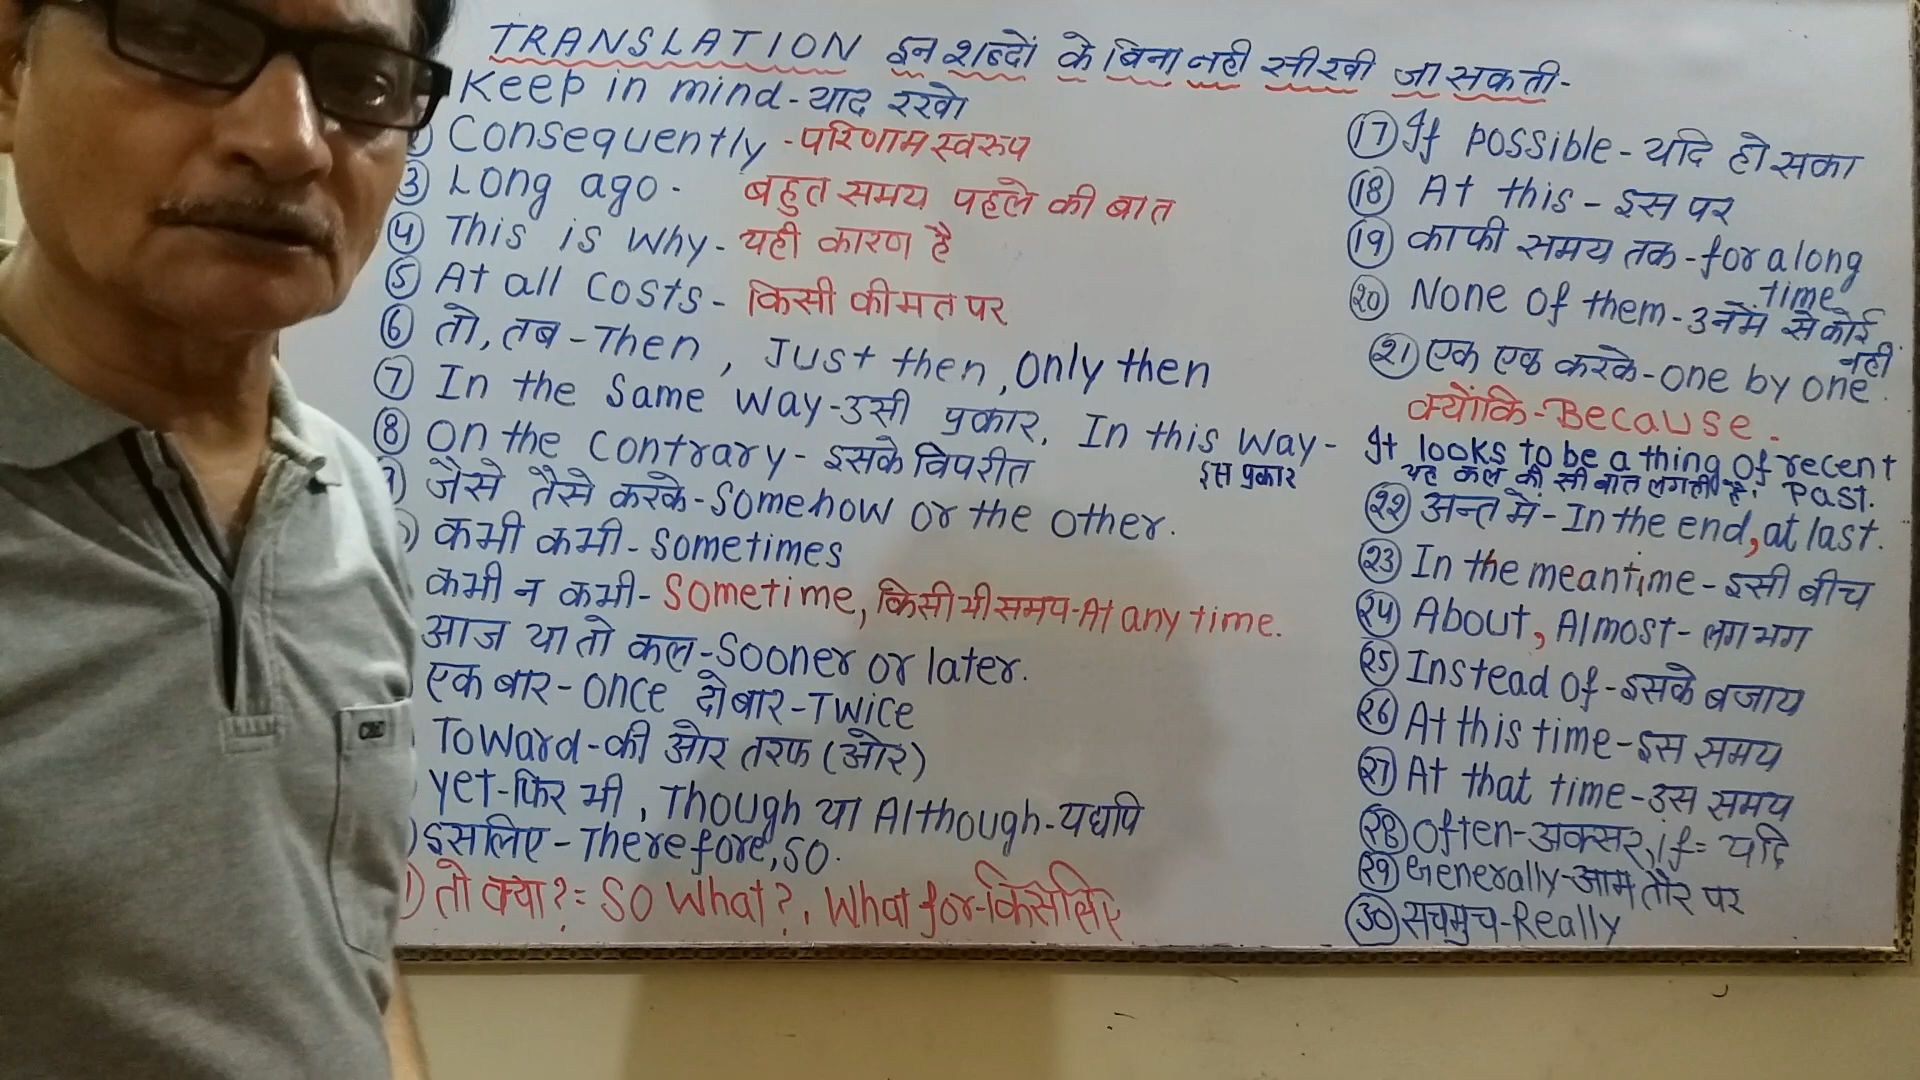 TRANSLATION इन शब्दों के बिना नही सीखी जा सकती-
Keep in mind-याद रखो
Consequently-परिणाम स्वरुप
③ Long ago- बहुत समय पहले की बात
④ This is Why-यही कारण है
⑤ At all Costs- किसी कीमत पर
⑥ तो, तब-Then, Just then, only then
⑦ In the Same Way-उसी प्रकार, In this Way-
इस प्रकार
⑧ On the Contrary-इसके विपरीत
जैसे तैसे करके-Somehow or the other.
कभी कभी-Sometimes
कभी न कभी-Sometime, किसी भी समय-At any time.
आज या तो कल-Sooner or later.
एक बार-Once दो बार-Twice
Toward-की ओर तरफ (ओर)
Yet-फिर भी, Though या Although-यद्यपि
इसलिए-Therefore, so.
तो क्या?= So What?, What for-किसलिए
⑰ If possible-यदि हो सका
⑱ At this-इस पर
⑲ काफी समय तक-for along
time
⑳ None of them-उनमें से कोई
नही
㉑ एक एक करके-one by one.
क्योंकि-Because.
It looks to be a thing of recent
यह कल की सी बात लगती है। Past.
㉒ अन्त में-In the end, at last.
㉓ In the meantime-इसी बीच
㉔ About, Almost-लगभग
㉕ Instead of-इसके बजाय
㉖ At this time-इस समय
㉗ At that time-उस समय
㉘ Often-अक्सर, If= यदि
㉙ Generally-आम तौर पर
㉚ सचमुच-Really